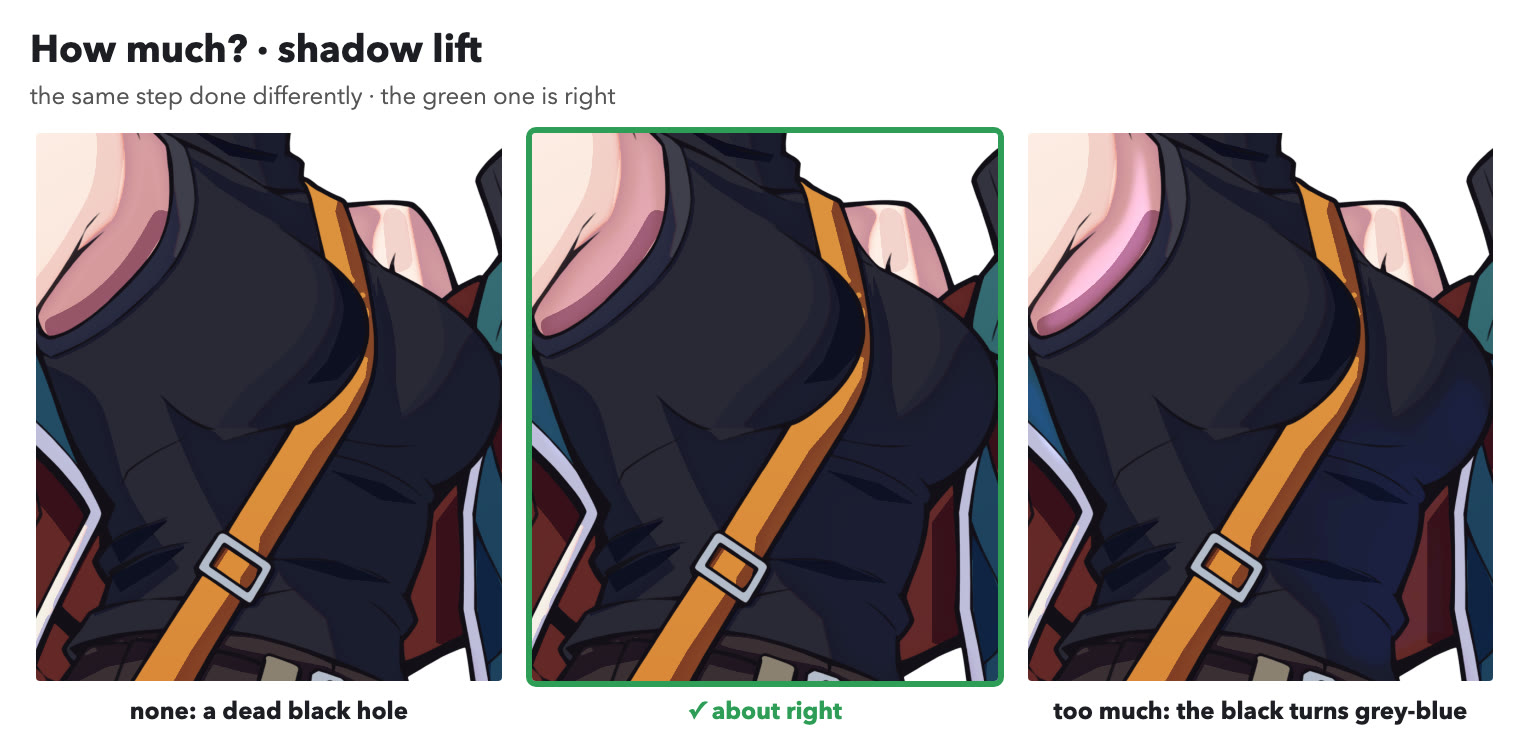 How much? · shadow lift
the same step done differently · the green one is right
none: a dead black hole
✓ about right
too much: the black turns grey-blue